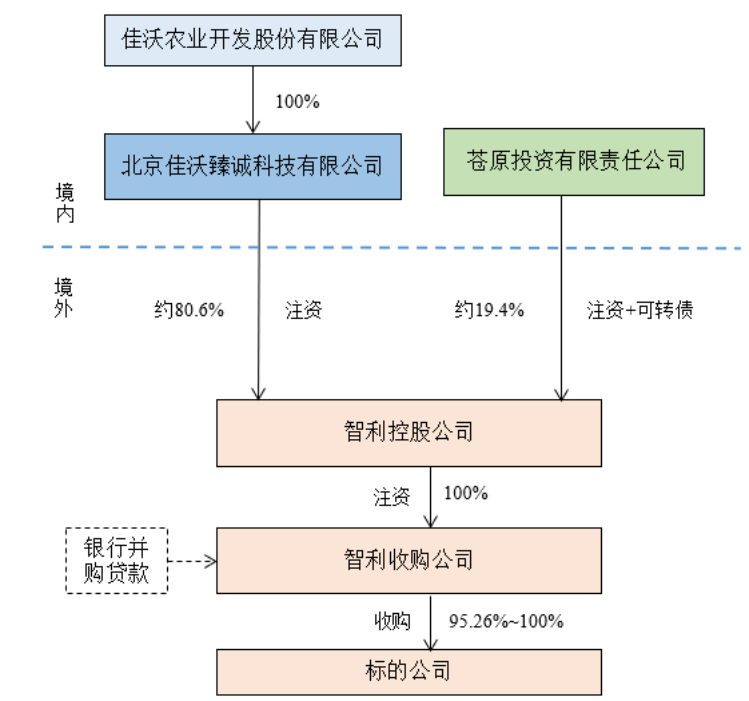 佳沃农业开发股份有限公司
100%
北京佳沃臻诚科技有限公司
苍原投资有限责任公司
境内
境外
约80.6%
注资
约19.4%
注资+可转债
智利控股公司
注资
100%
银行并
购贷款
智利收购公司
收购
95.26%~100%
标的公司